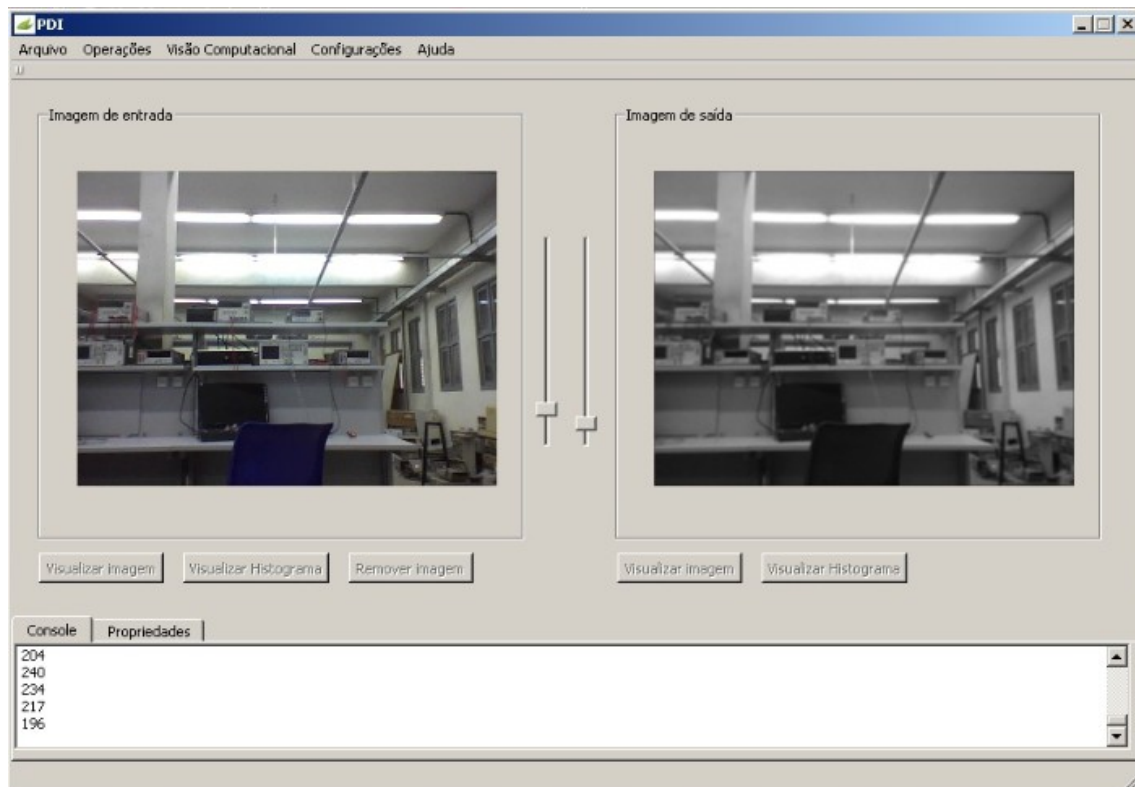 PDI
Arquivo Operações Visão Computacional Configurações Ajuda
Imagem de entrada
Imagem de saída
Visualizar imagem Visualizar Histograma Remover imagem Visualizar imagem Visualizar Histograma
Console Propriedades
204
240
234
217
196